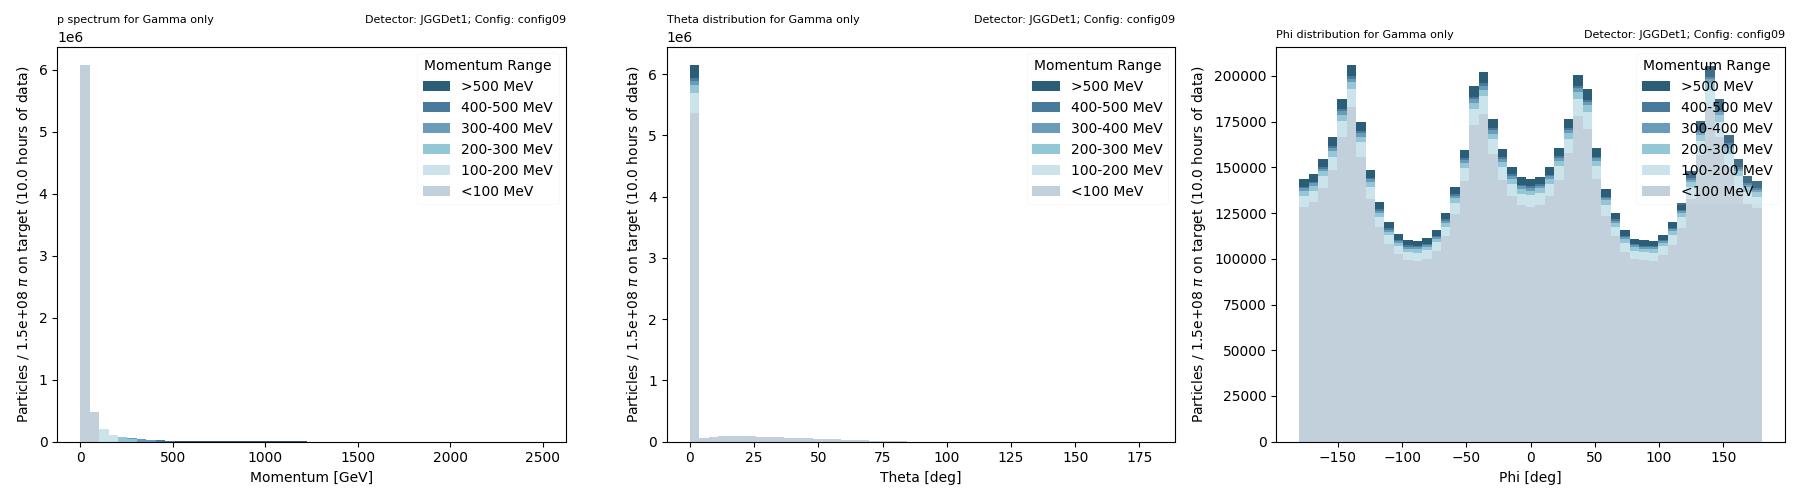 p spectrum for Gamma only
Detector: JGGDet1; Config: config09
1e6
Particles / 1.5e+08 π on target (10.0 hours of data)
6
5
4
3
2
1
0
Momentum Range
>500 MeV
400-500 MeV
300-400 MeV
200-300 MeV
100-200 MeV
<100 MeV
0 500 1000 1500 2000 2500
Momentum [GeV]
Theta distribution for Gamma only
Detector: JGGDet1; Config: config09
1e6
Particles / 1.5e+08 π on target (10.0 hours of data)
6
5
4
3
2
1
0
Momentum Range
>500 MeV
400-500 MeV
300-400 MeV
200-300 MeV
100-200 MeV
<100 MeV
0 25 50 75 100 125 150 175
Theta [deg]
Phi distribution for Gamma only
Detector: JGGDet1; Config: config09
Particles / 1.5e+08 π on target (10.0 hours of data)
200000
175000
150000
125000
100000
75000
50000
25000
0
Momentum Range
>500 MeV
400-500 MeV
300-400 MeV
200-300 MeV
100-200 MeV
<100 MeV
−150 −100 −50 0 50 100 150
Phi [deg]